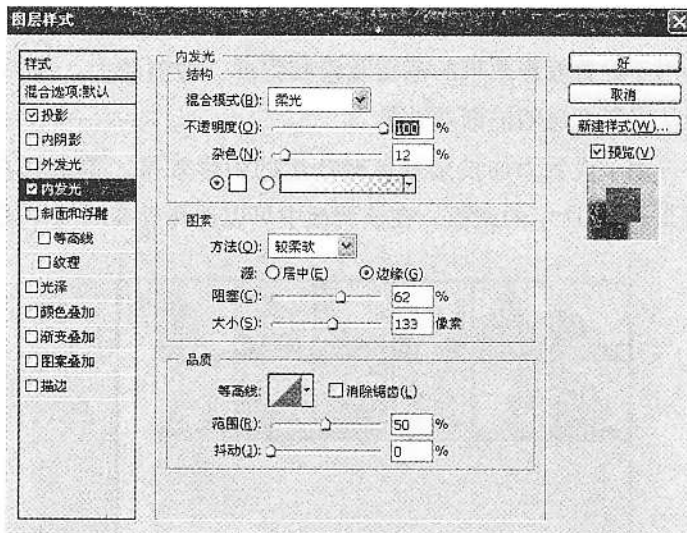 图层样式
样式
混合选项:默认
投影
内阴影
外发光
内发光
斜面和浮雕
等高线
纹理
光泽
颜色叠加
渐变叠加
图案叠加
描边
内发光
结构
混合模式(B): 柔光
不透明度(O): 100 %
杂色(N): 12 %
图素
方法(Q): 较柔软
源: 居中(E) 边缘(G)
阻塞(C): 62 %
大小(S): 133 像素
品质
等高线: 消除锯齿(L)
范围(R): 50 %
抖动(J): 0 %
好
取消
新建样式(W)...
预览(V)